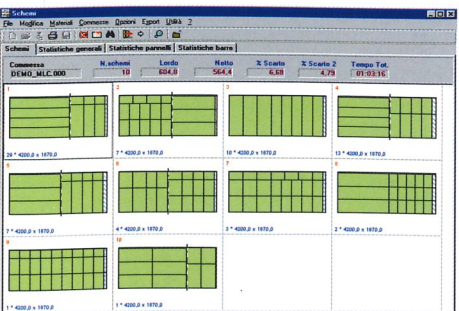 Schemi
File Modifica Materiali Commesse Opzioni Export Utilità ?
Schemi Statistiche generali Statistiche pannelli Statistiche barre
Commessa N.schemi Lordo Netto % Scarto % Scarto 2 Tempo Tot.
DEMO_MLC.000 10 604,8 564,4 6,68 4,79 01:03:16
1 2 3 4
28 * 4200,0 x 1870,0 7 * 4200,0 x 1870,0 10 * 4200,0 x 1870,0 13 * 4200,0 x 1870,0
5 6 7 8
7 * 4200,0 x 1870,0 4 * 4200,0 x 1870,0 3 * 4200,0 x 1870,0 2 * 4200,0 x 1870,0
9 10
1 * 4200,0 x 1870,0 1 * 4200,0 x 1870,0